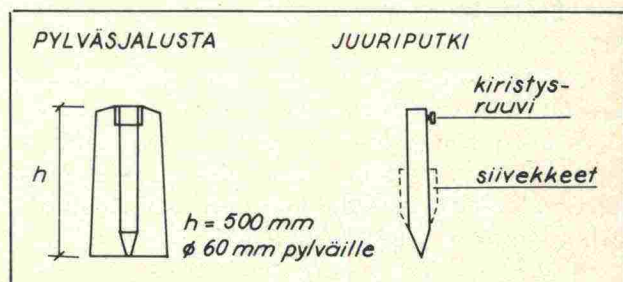 PYLVÄSJALUSTA
h
h = 500 mm
ø 60 mm pylväille
JUURIPUTKI
kiristys-
ruuvi
siivekkeet